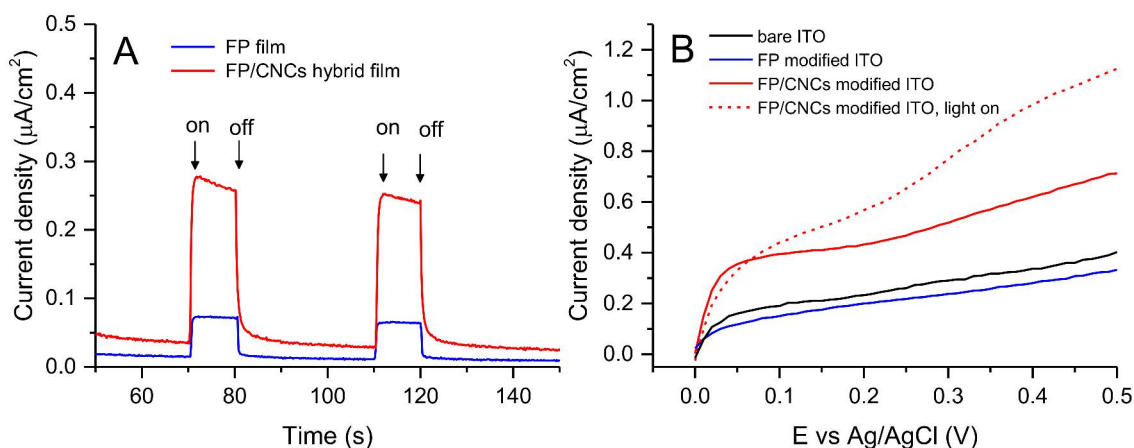 A
FP film
FP/CNCs hybrid film
on
off
on
off
0.5
0.4
0.3
0.2
0.1
0.0
60
80
100
120
140
Current density (μA/cm²)
Time (s)
B
bare ITO
FP modified ITO
FP/CNCs modified ITO
FP/CNCs modified ITO, light on
1.2
1.0
0.8
0.6
0.4
0.2
0.0
0.0
0.1
0.2
0.3
0.4
0.5
Current density (μA/cm²)
E vs Ag/AgCl (V)